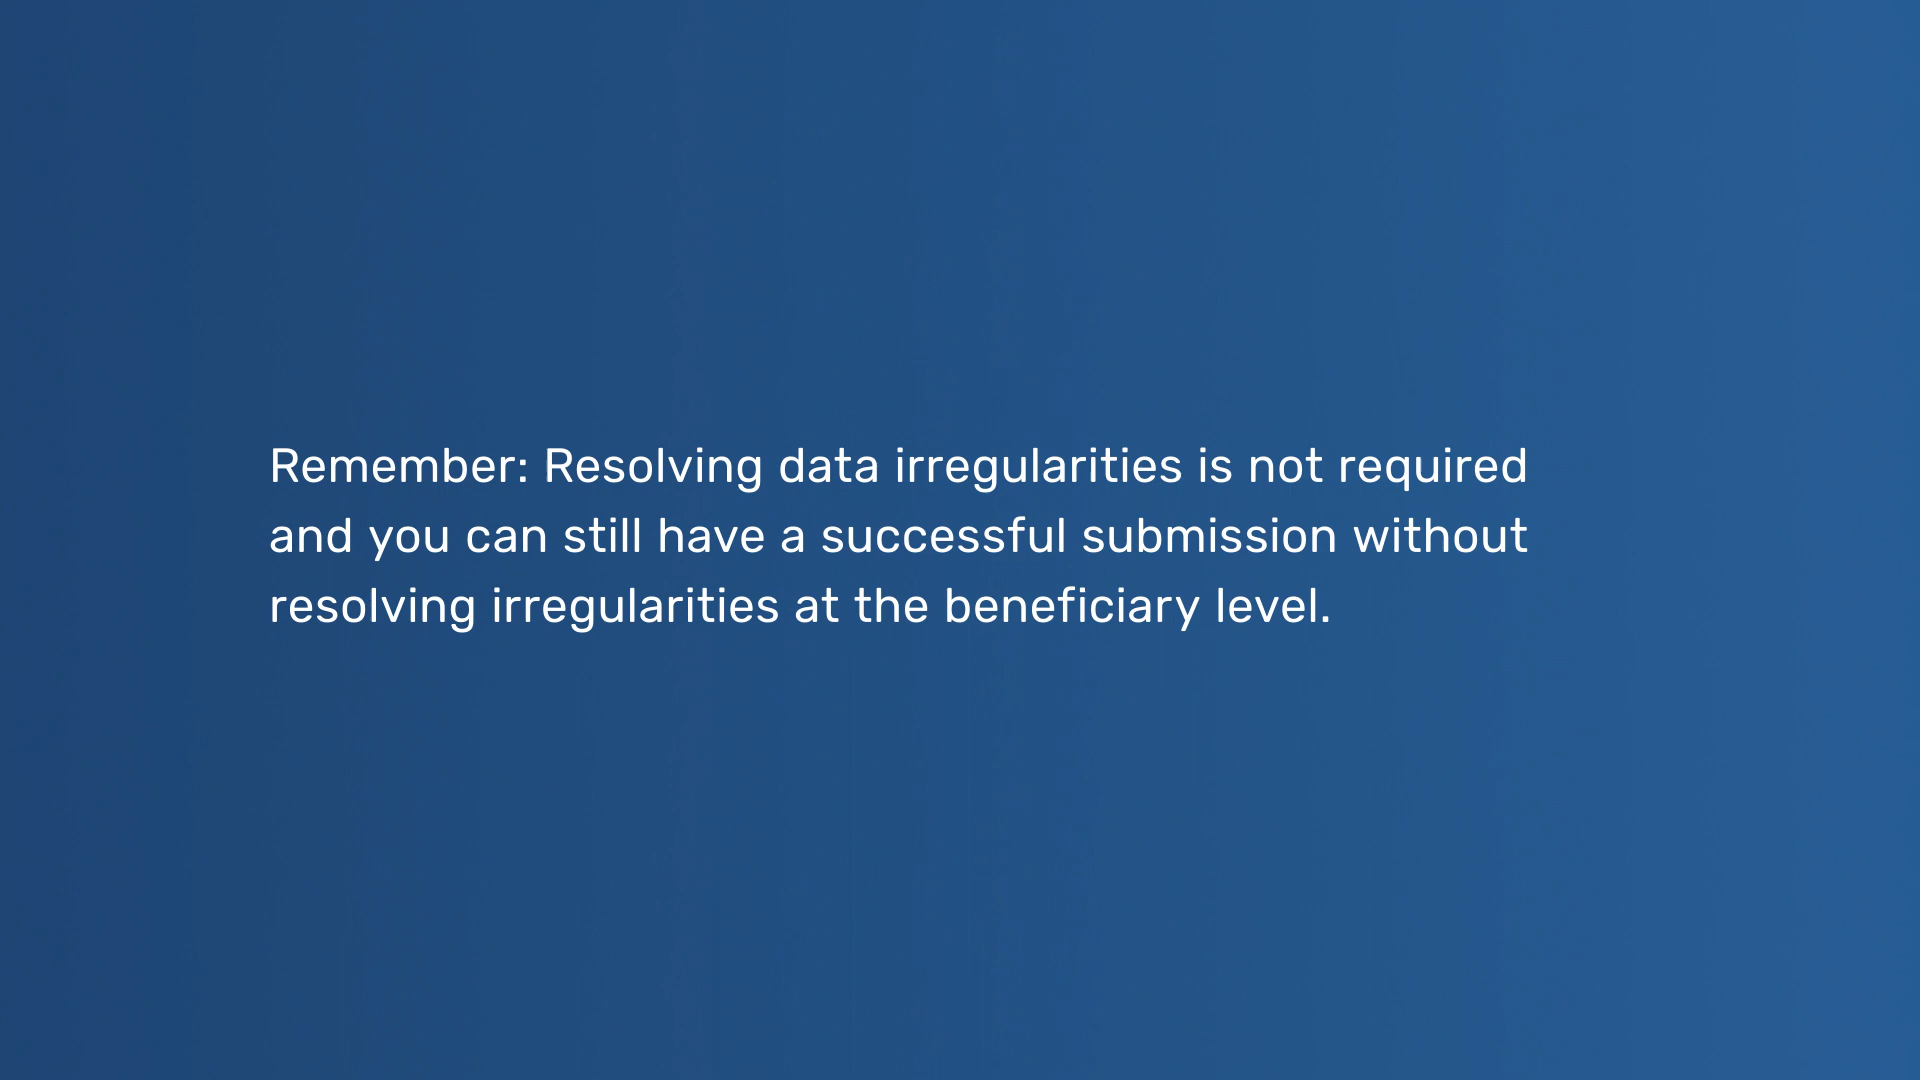 Remember: Resolving data irregularities is not required
and you can still have a successful submission without
resolving irregularities at the beneficiary level.